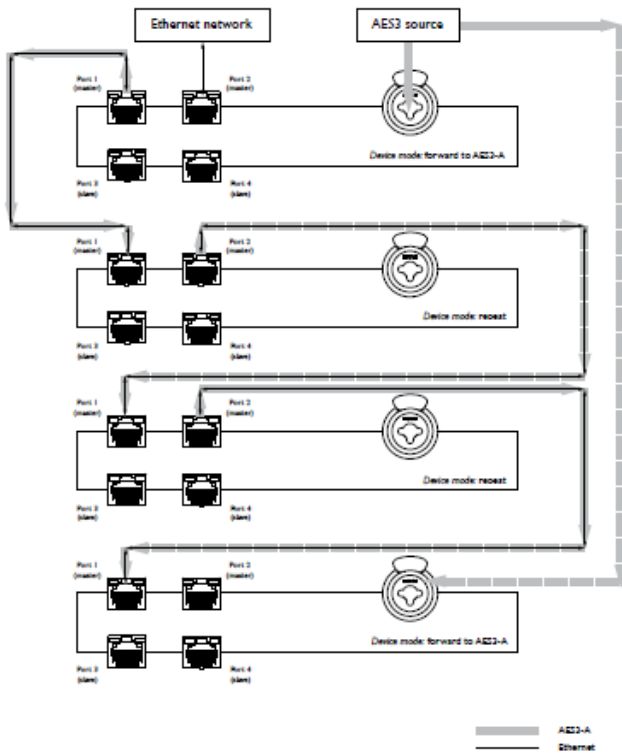 Ethernet network
AES3 source
Port 1
(master)
Port 2
(master)
Device mode: forward to AES3-A
Port 3
(slave)
Port 4
(slave)
Port 1
(master)
Port 2
(master)
Device mode: repeat
Port 3
(slave)
Port 4
(slave)
Port 1
(master)
Port 2
(master)
Device mode: repeat
Port 3
(slave)
Port 4
(slave)
Port 1
(master)
Port 2
(master)
Device mode: forward to AES3-A
Port 3
(slave)
Port 4
(slave)
AES3-A
Ethernet